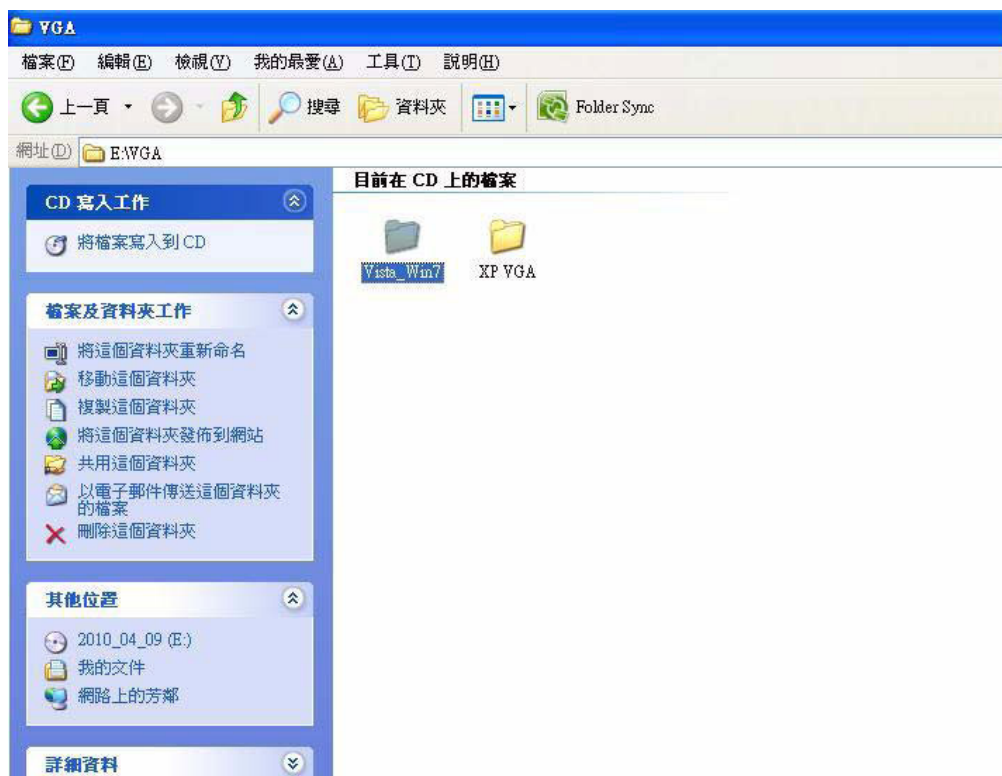 VGA
檔案(F) 編輯(E) 檢視(V) 我的最愛(A) 工具(T) 說明(H)
上一頁 搜尋 資料夾 Folder Sync
網址(D) E:\VGA
目前在 CD 上的檔案
Vista_Win7 XP VGA
CD 寫入工作
將檔案寫入到 CD
檔案及資料夾工作
將這個資料夾重新命名
移動這個資料夾
複製這個資料夾
將這個資料夾發佈到網站
共用這個資料夾
以電子郵件傳送這個資料夾
的檔案
刪除這個資料夾
其他位置
2010_04_09 (E:)
我的文件
網路上的芳鄰
詳細資料